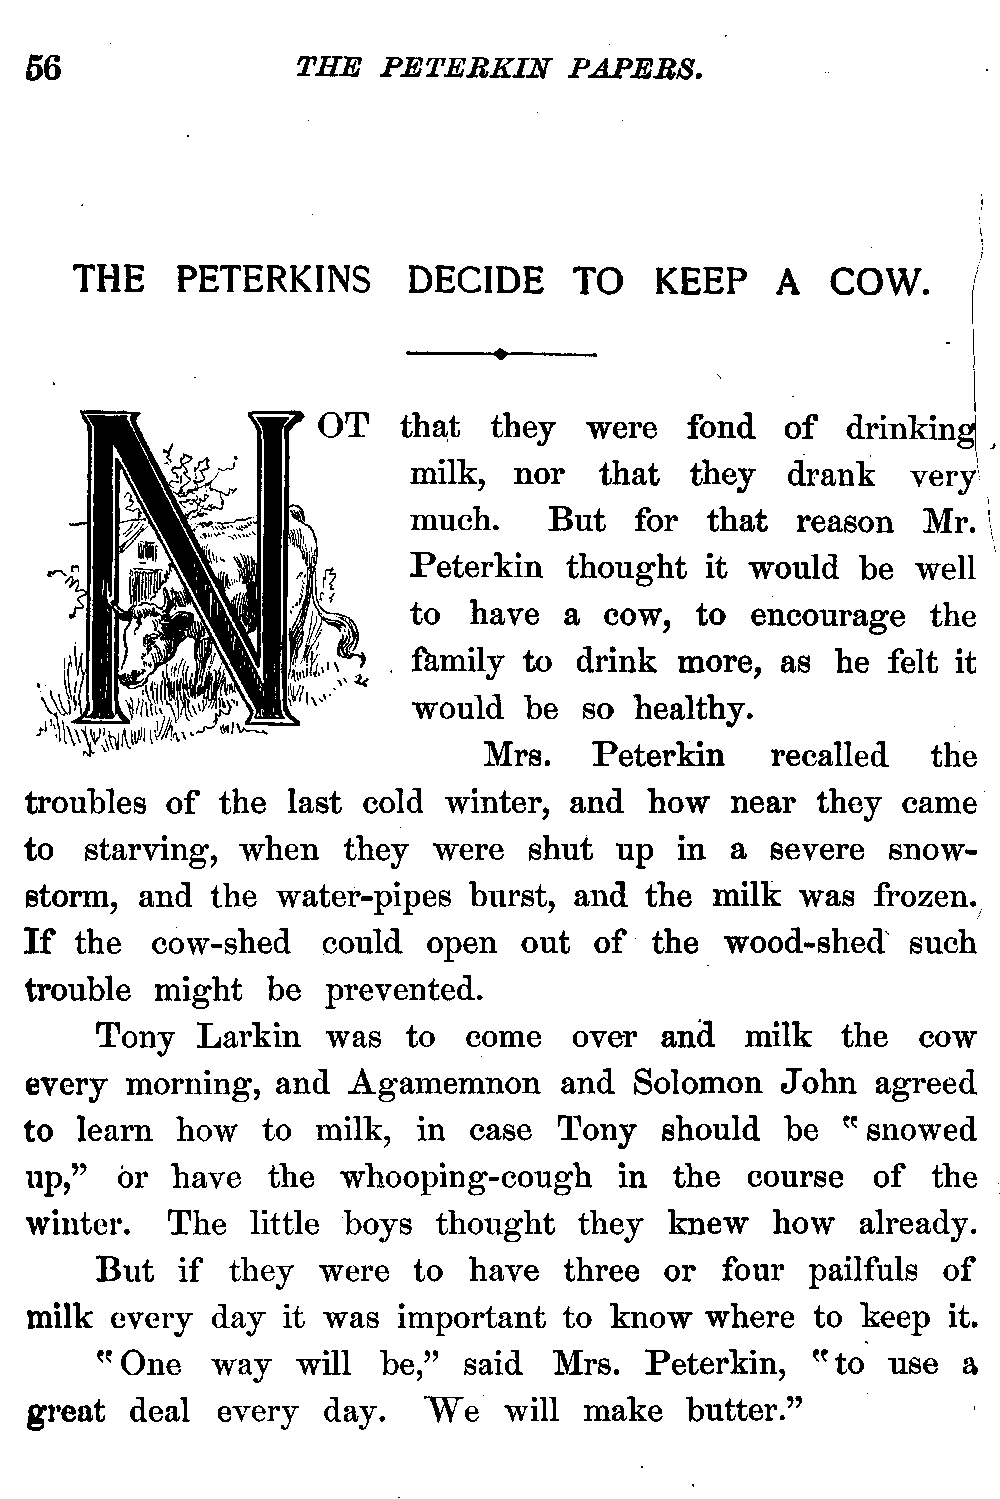 56 THE PETERKIN PAPERS.
THE PETERKINS DECIDE TO KEEP A COW.
NOT that they were fond of drinking
milk, nor that they drank very
much. But for that reason Mr.
Peterkin thought it would be well
to have a cow, to encourage the
family to drink more, as he felt it
would be so healthy.
Mrs. Peterkin recalled the
troubles of the last cold winter, and how near they came
to starving, when they were shut up in a severe snow-
storm, and the water-pipes burst, and the milk was frozen.
If the cow-shed could open out of the wood-shed such
trouble might be prevented.
Tony Larkin was to come over and milk the cow
every morning, and Agamemnon and Solomon John agreed
to learn how to milk, in case Tony should be "snowed
up," or have the whooping-cough in the course of the
winter. The little boys thought they knew how already.
But if they were to have three or four pailfuls of
milk every day it was important to know where to keep it.
"One way will be," said Mrs. Peterkin, "to use a
great deal every day. We will make butter."